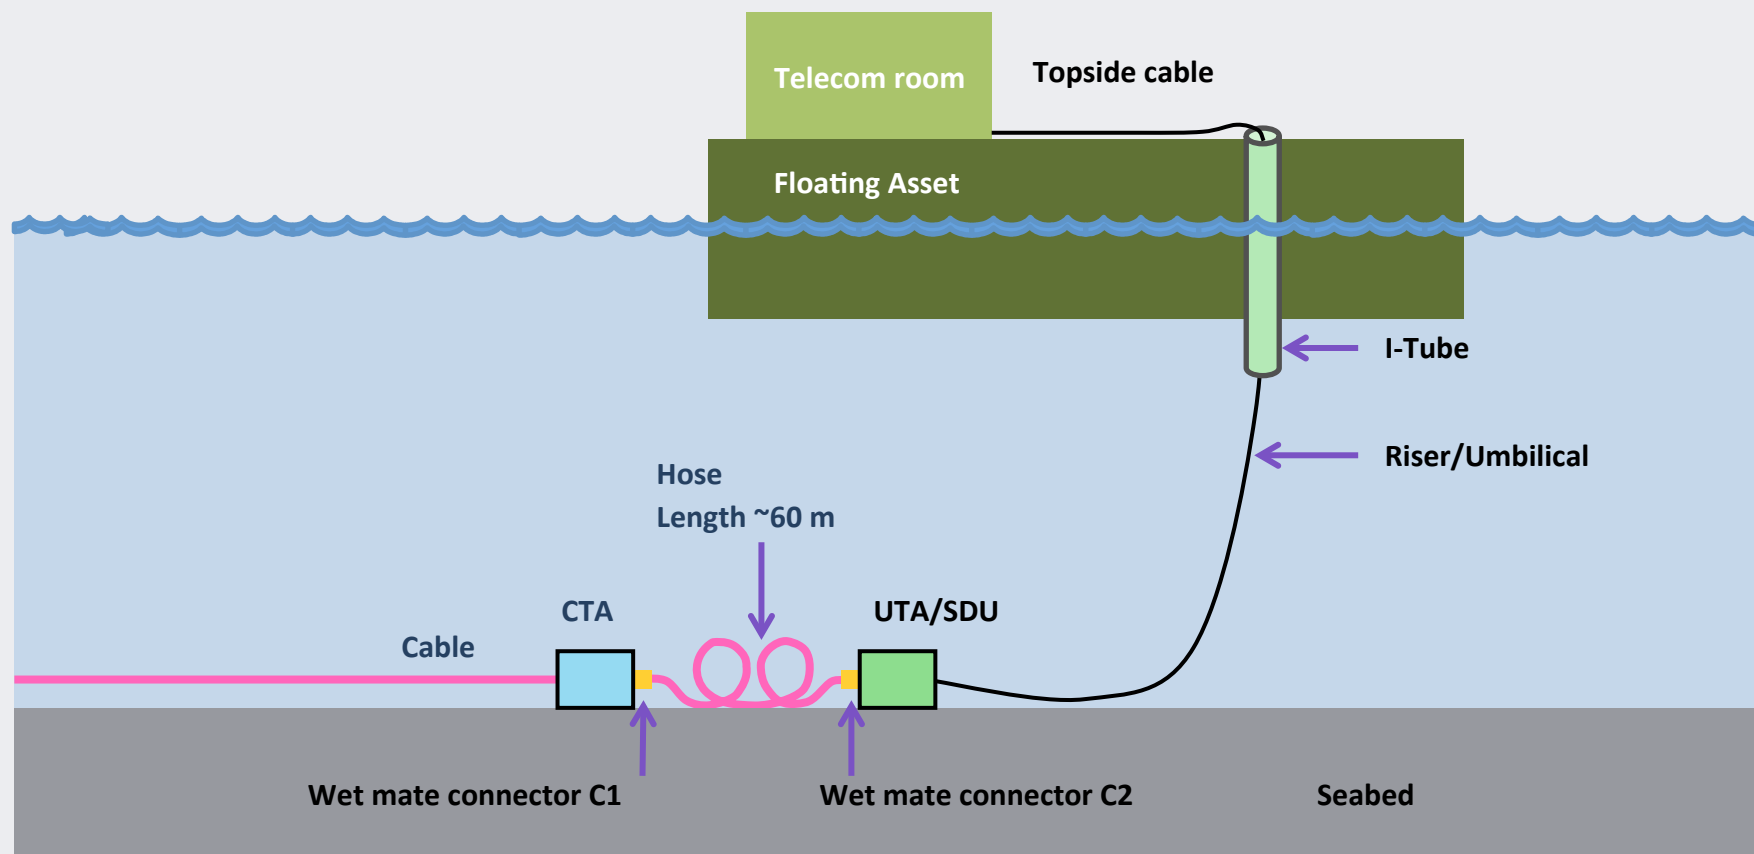 Telecom room
Topside cable
Floating Asset
I-Tube
Riser/Umbilical
Hose
Length ~60 m
CTA
UTA/SDU
Cable
Wet mate connector C1
Wet mate connector C2
Seabed